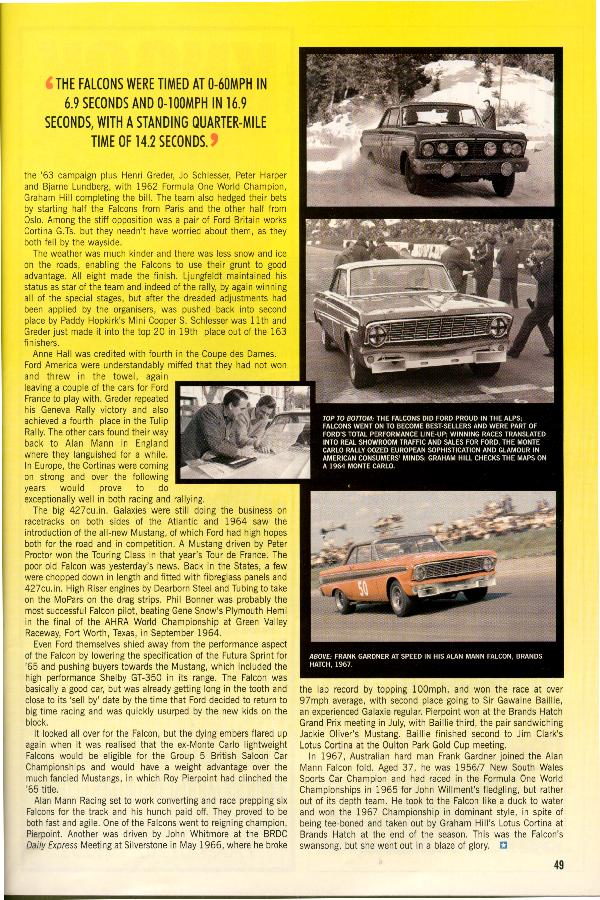 ‘THE FALCONS WERE TIMED AT 0-60MPH IN
6.9 SECONDS AND 0-100MPH IN 16.9
SECONDS, WITH A STANDING QUARTER-MILE
TIME OF 14.2 SECONDS.’
the '63 campaign plus Henri Greder, Jo Schlesser, Peter Harper
and Bjarne Lundberg, with 1962 Formula One World Champion,
Graham Hill completing the bill. The team also hedged their bets
by starting half the Falcons from Paris and the other half from
Oslo. Among the stiff opposition was a pair of Ford Britain works
Cortina G.Ts. but they needn't have worried about them, as they
both fell by the wayside.
The weather was much kinder and there was less snow and ice
on the roads, enabling the Falcons to use their grunt to good
advantage. All eight made the finish. Ljungfeldt maintained his
status as star of the team and indeed of the rally, by again winning
all of the special stages, but after the dreaded adjustments had
been applied by the organisers, was pushed back into second
place by Paddy Hopkirk's Mini Cooper S. Schlesser was 11th and
Greder just made it into the top 20 in 19th place out of the 163
finishers.
Anne Hall was credited with fourth in the Coupe des Dames.
Ford America were understandably miffed that they had not won
and threw in the towel, again
leaving a couple of the cars for Ford
France to play with. Greder repeated
his Geneva Rally victory and also
achieved a fourth place in the Tulip
Rally. The other cars found their way
back to Alan Mann in England
where they languished for a while.
In Europe, the Cortinas were coming
on strong and over the following
years would prove to do
exceptionally well in both racing and rallying.
The big 427cu.in. Galaxies were still doing the business on
racetracks on both sides of the Atlantic and 1964 saw the
introduction of the all-new Mustang, of which Ford had high hopes
both for the road and in competition. A Mustang driven by Peter
Proctor won the Touring Class in that year's Tour de France. The
poor old Falcon was yesterday's news. Back in the States, a few
were chopped down in length and fitted with fibreglass panels and
427cu.in. High Riser engines by Dearborn Steel and Tubing to take
on the MoPars on the drag strips. Phil Bonner was probably the
most successful Falcon pilot, beating Gene Snow's Plymouth Hemi
in the final of the AHRA World Championship at Green Valley
Raceway, Fort Worth, Texas, in September 1964.
Even Ford themselves shied away from the performance aspect
of the Falcon by lowering the specification of the Futura Sprint for
'65 and pushing buyers towards the Mustang, which included the
high performance Shelby GT-350 in its range. The Falcon was
basically a good car, but was already getting long in the tooth and
close to its 'sell by' date by the time that Ford decided to return to
big time racing and was quickly usurped by the new kids on the
block.
It looked all over for the Falcon, but the dying embers flared up
again when it was realised that the ex-Monte Carlo lightweight
Falcons would be eligible for the Group 5 British Saloon Car
Championships and would have a weight advantage over the
much fancied Mustangs, in which Roy Pierpoint had clinched the
'65 title.
Alan Mann Racing set to work converting and race prepping six
Falcons for the track and his hunch paid off. They proved to be
both fast and agile. One of the Falcons went to reigning champion,
Pierpoint. Another was driven by John Whitmore at the BRDC
Daily Express Meeting at Silverstone in May 1966, where he broke
TOP TO BOTTOM: THE FALCONS DID FORD PROUD IN THE ALPS;
FALCONS WENT ON TO BECOME BEST-SELLERS AND WERE PART OF
FORD'S TOTAL PERFORMANCE LINE-UP; WINNING RACES TRANSLATED
INTO REAL SHOWROOM TRAFFIC AND SALES FOR FORD. THE MONTE
CARLO RALLY OOZED EUROPEAN SOPHISTICATION AND GLAMOUR IN
AMERICAN CONSUMERS' MINDS; GRAHAM HILL CHECKS THE MAPS ON
A 1964 MONTE CARLO.
50
ABOVE: FRANK GARDNER AT SPEED IN HIS ALAN MANN FALCON, BRANDS
HATCH, 1967.
the lap record by topping 100mph, and won the race at over
97mph average, with second place going to Sir Gawaine Baillie,
an experienced Galaxie regular. Pierpoint won at the Brands Hatch
Grand Prix meeting in July, with Baillie third, the pair sandwiching
Jackie Oliver's Mustang. Baillie finished second to Jim Clark's
Lotus Cortina at the Oulton Park Gold Cup meeting.
In 1967, Australian hard man Frank Gardner joined the Alan
Mann Falcon fold. Aged 37, he was 1956/7 New South Wales
Sports Car Champion and had raced in the Formula One World
Championships in 1965 for John Willment's fledgling, but rather
out of its depth team. He took to the Falcon like a duck to water
and won the 1967 Championship in dominant style, in spite of
being tee-boned and taken out by Graham Hill's Lotus Cortina at
Brands Hatch at the end of the season. This was the Falcon's
swansong, but she went out in a blaze of glory.
49